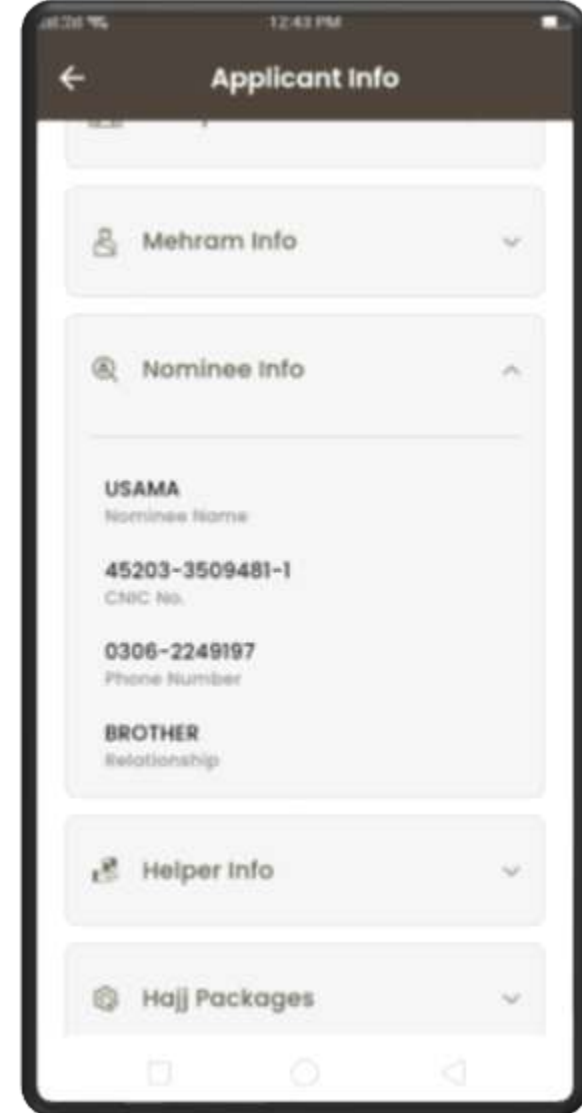 12:43 PM
Applicant Info
Mehram Info
Nominee Info
USAMA
Nominee Name
45203-3509481-1
CNIC No.
0306-2249197
Phone Number
BROTHER
Relationship
Helper Info
Hajj Packages